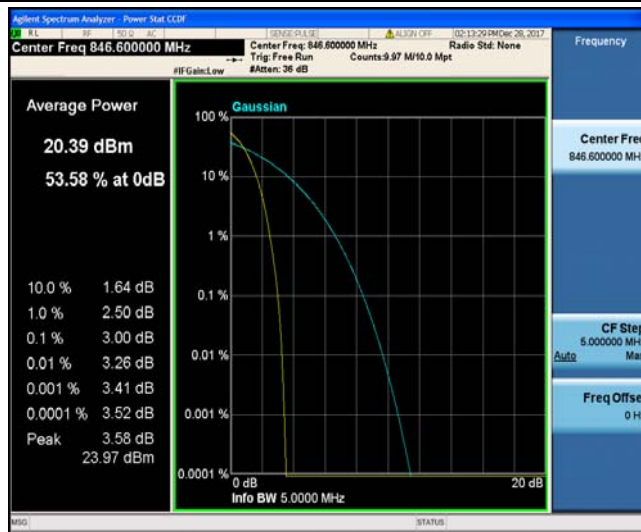 Agilent Spectrum Analyzer - Power Stat CCDF
RL RF 50 Ω AC SENSE:PULSE ALIGN OFF 02:13:29 PM Dec 28, 2017
Center Freq 846.600000 MHz
Center Freq: 846.600000 MHz Radio Std: None
Trig: Free Run Counts:9.97 M/10.0 Mpt
#IFGain:Low #Atten: 36 dB
Frequency
Average Power
20.39 dBm
53.58 % at 0dB
10.0 % 1.64 dB
1.0 % 2.50 dB
0.1 % 3.00 dB
0.01 % 3.26 dB
0.001 % 3.41 dB
0.0001 % 3.52 dB
Peak 3.58 dB
23.97 dBm
Gaussian
100 %
10 %
1 %
0.1 %
0.01 %
0.001 %
0.0001 %
0 dB 20 dB
Info BW 5.0000 MHz
Center Fre
846.600000 MH
CF Ste
5.000000 MH
Auto Ma
Freq Offse
0 H
MSG STATUS